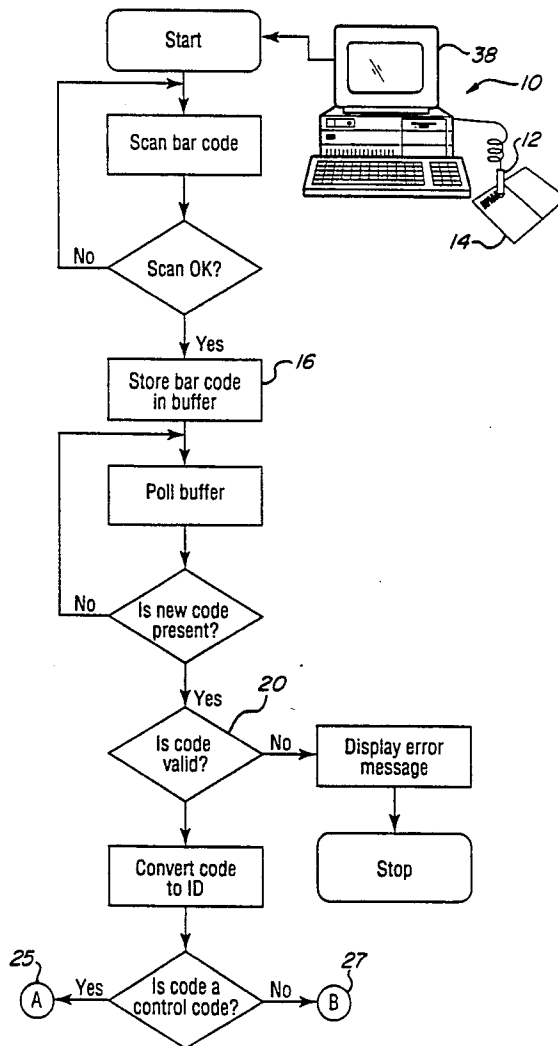 Start
38
10
12
14
Scan bar code
Scan OK?
No
Yes
16
Store bar code
in buffer
Poll buffer
Is new code
present?
No
Yes
20
Is code
valid?
No
Display error
message
Stop
Convert code
to ID
25
A
Yes
Is code a
control code?
No
27
B